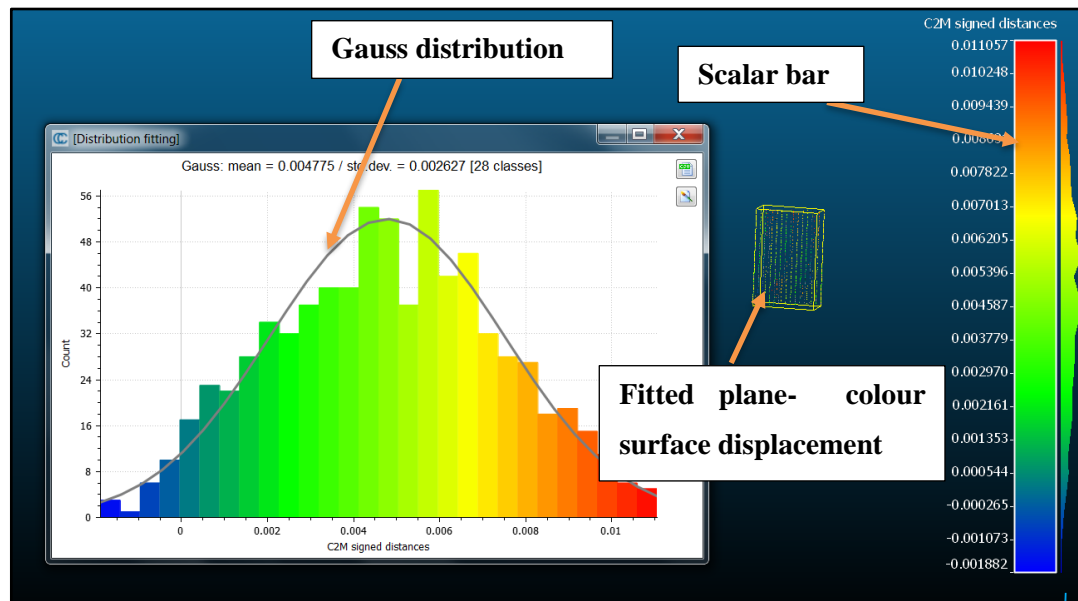 C2M signed distances
Gauss distribution
0.011057
Scalar bar
0.010248
0.009439
[Distribution fitting]
Gauss: mean = 0.004775 / std.dev. = 0.002627 [28 classes]
0.007822
0.007013
0.006205
0.005396
0.004587
0.003779
0.002970
0.002161
0.001353
0.000544
-0.000265
-0.001073
-0.001882
56
48
40
32
24
16
8
0
Count
0 0.002 0.004 0.006 0.008 0.01
C2M signed distances
Fitted plane- colour
surface displacement